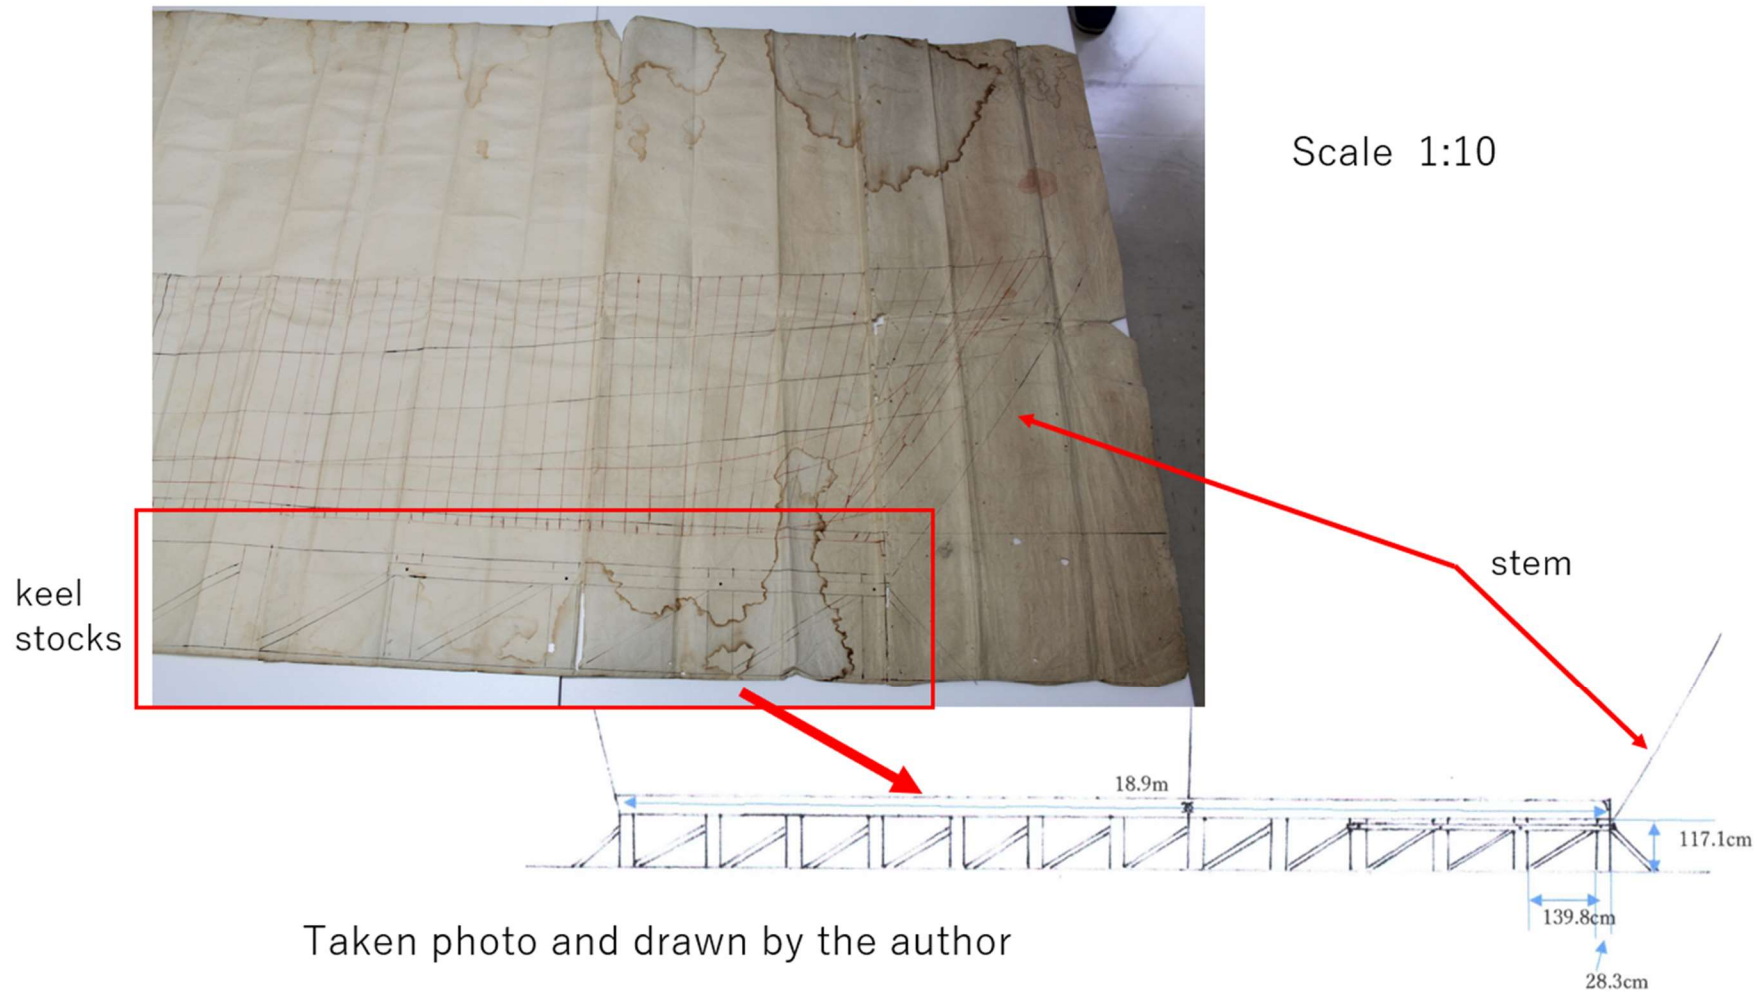 Scale 1:10
keel
stocks
stem
18.9m
117.1cm
139.8cm
28.3cm
Taken photo and drawn by the author